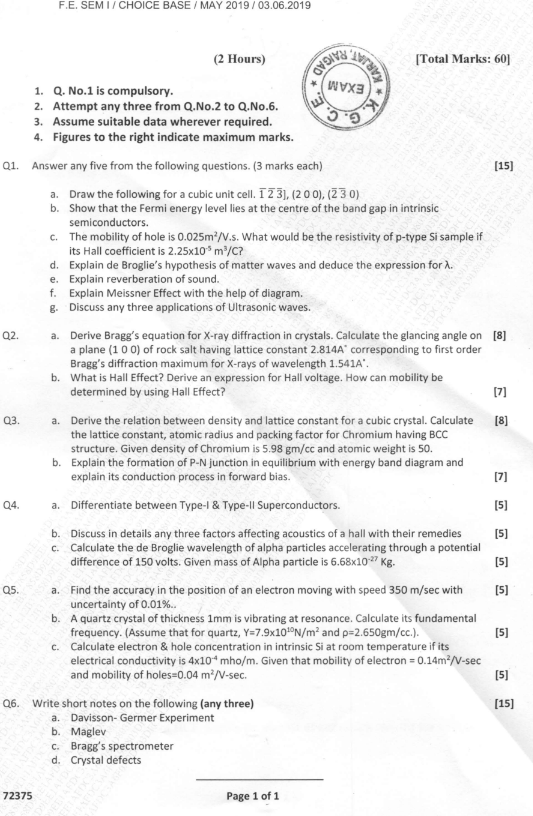 F.E. SEM I / CHOICE BASE / MAY 2019 / 03.06.2019
(2 Hours) [Total Marks: 60]
K. G. C. E. KARJAT, RAIGAD
EXAM
1. Q. No.1 is compulsory.
2. Attempt any three from Q.No.2 to Q.No.6.
3. Assume suitable data wherever required.
4. Figures to the right indicate maximum marks.
Q1. Answer any five from the following questions. (3 marks each) [15]
a. Draw the following for a cubic unit cell. 1̅ 2̅ 3̅], (2 0 0), (2̅ 3̅ 0)
b. Show that the Fermi energy level lies at the centre of the band gap in intrinsic
semiconductors.
c. The mobility of hole is 0.025m²/V.s. What would be the resistivity of p-type Si sample if
its Hall coefficient is 2.25x10⁻⁵ m³/C?
d. Explain de Broglie's hypothesis of matter waves and deduce the expression for λ.
e. Explain reverberation of sound.
f. Explain Meissner Effect with the help of diagram.
g. Discuss any three applications of Ultrasonic waves.
Q2. a. Derive Bragg's equation for X-ray diffraction in crystals. Calculate the glancing angle on [8]
a plane (1 0 0) of rock salt having lattice constant 2.814A° corresponding to first order
Bragg's diffraction maximum for X-rays of wavelength 1.541A°.
b. What is Hall Effect? Derive an expression for Hall voltage. How can mobility be
determined by using Hall Effect? [7]
Q3. a. Derive the relation between density and lattice constant for a cubic crystal. Calculate [8]
the lattice constant, atomic radius and packing factor for Chromium having BCC
structure. Given density of Chromium is 5.98 gm/cc and atomic weight is 50.
b. Explain the formation of P-N junction in equilibrium with energy band diagram and
explain its conduction process in forward bias. [7]
Q4. a. Differentiate between Type-I & Type-II Superconductors. [5]
b. Discuss in details any three factors affecting acoustics of a hall with their remedies [5]
c. Calculate the de Broglie wavelength of alpha particles accelerating through a potential
difference of 150 volts. Given mass of Alpha particle is 6.68x10⁻²⁷ Kg. [5]
Q5. a. Find the accuracy in the position of an electron moving with speed 350 m/sec with [5]
uncertainty of 0.01%..
b. A quartz crystal of thickness 1mm is vibrating at resonance. Calculate its fundamental
frequency. (Assume that for quartz, Y=7.9x10¹⁰N/m² and ρ=2.650gm/cc.). [5]
c. Calculate electron & hole concentration in intrinsic Si at room temperature if its
electrical conductivity is 4x10⁻⁴ mho/m. Given that mobility of electron = 0.14m²/V-sec
and mobility of holes=0.04 m²/V-sec. [5]
Q6. Write short notes on the following (any three) [15]
a. Davisson- Germer Experiment
b. Maglev
c. Bragg's spectrometer
d. Crystal defects
72375 Page 1 of 1